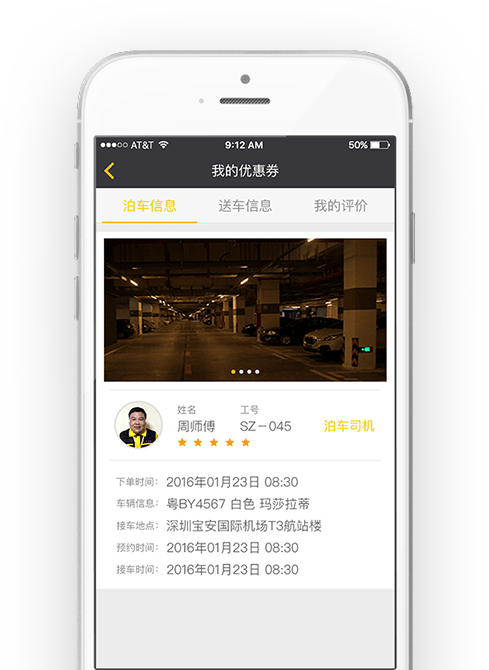 AT&T 9:12 AM 50%
我的优惠券
泊车信息 送车信息 我的评价
姓名 工号
周师傅 SZ－045 泊车司机
下单时间： 2016年01月23日 08:30
车辆信息： 粤BY4567 白色 玛莎拉蒂
接车地点： 深圳宝安国际机场T3航站楼
预约时间： 2016年01月23日 08:30
接车时间： 2016年01月23日 08:30